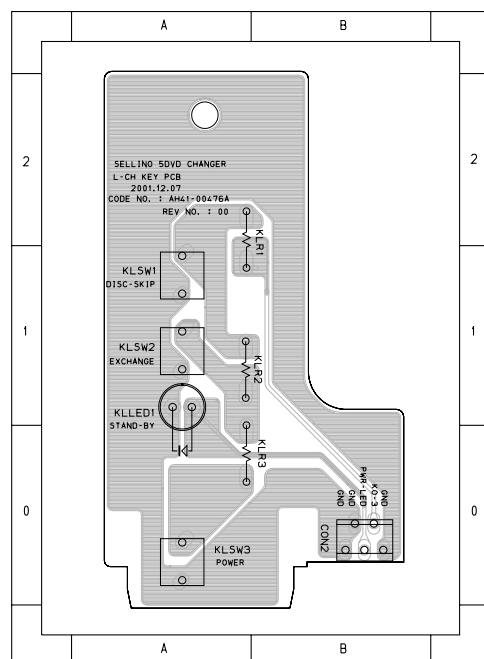 A B
2 2
SELLINO 5DVD CHANGER
L-CH KEY PCB
2001.12.07
CODE NO. : AH41-00476A
REV NO. : 00
KLR1
1 1
KLSW1
DISC-SKIP
KLSW2
EXCHANGE
KLR2
KLLED1
STAND-BY
KLR3
0 0
GND
GND
PWR-LED
KO-3
GND
CON2
KLSW3
POWER
A B